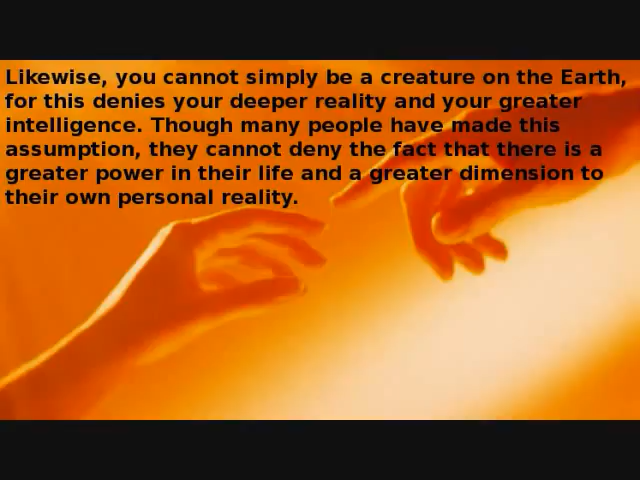 Likewise, you cannot simply be a creature on the Earth,
for this denies your deeper reality and your greater
intelligence. Though many people have made this
assumption, they cannot deny the fact that there is a
greater power in their life and a greater dimension to
their own personal reality.